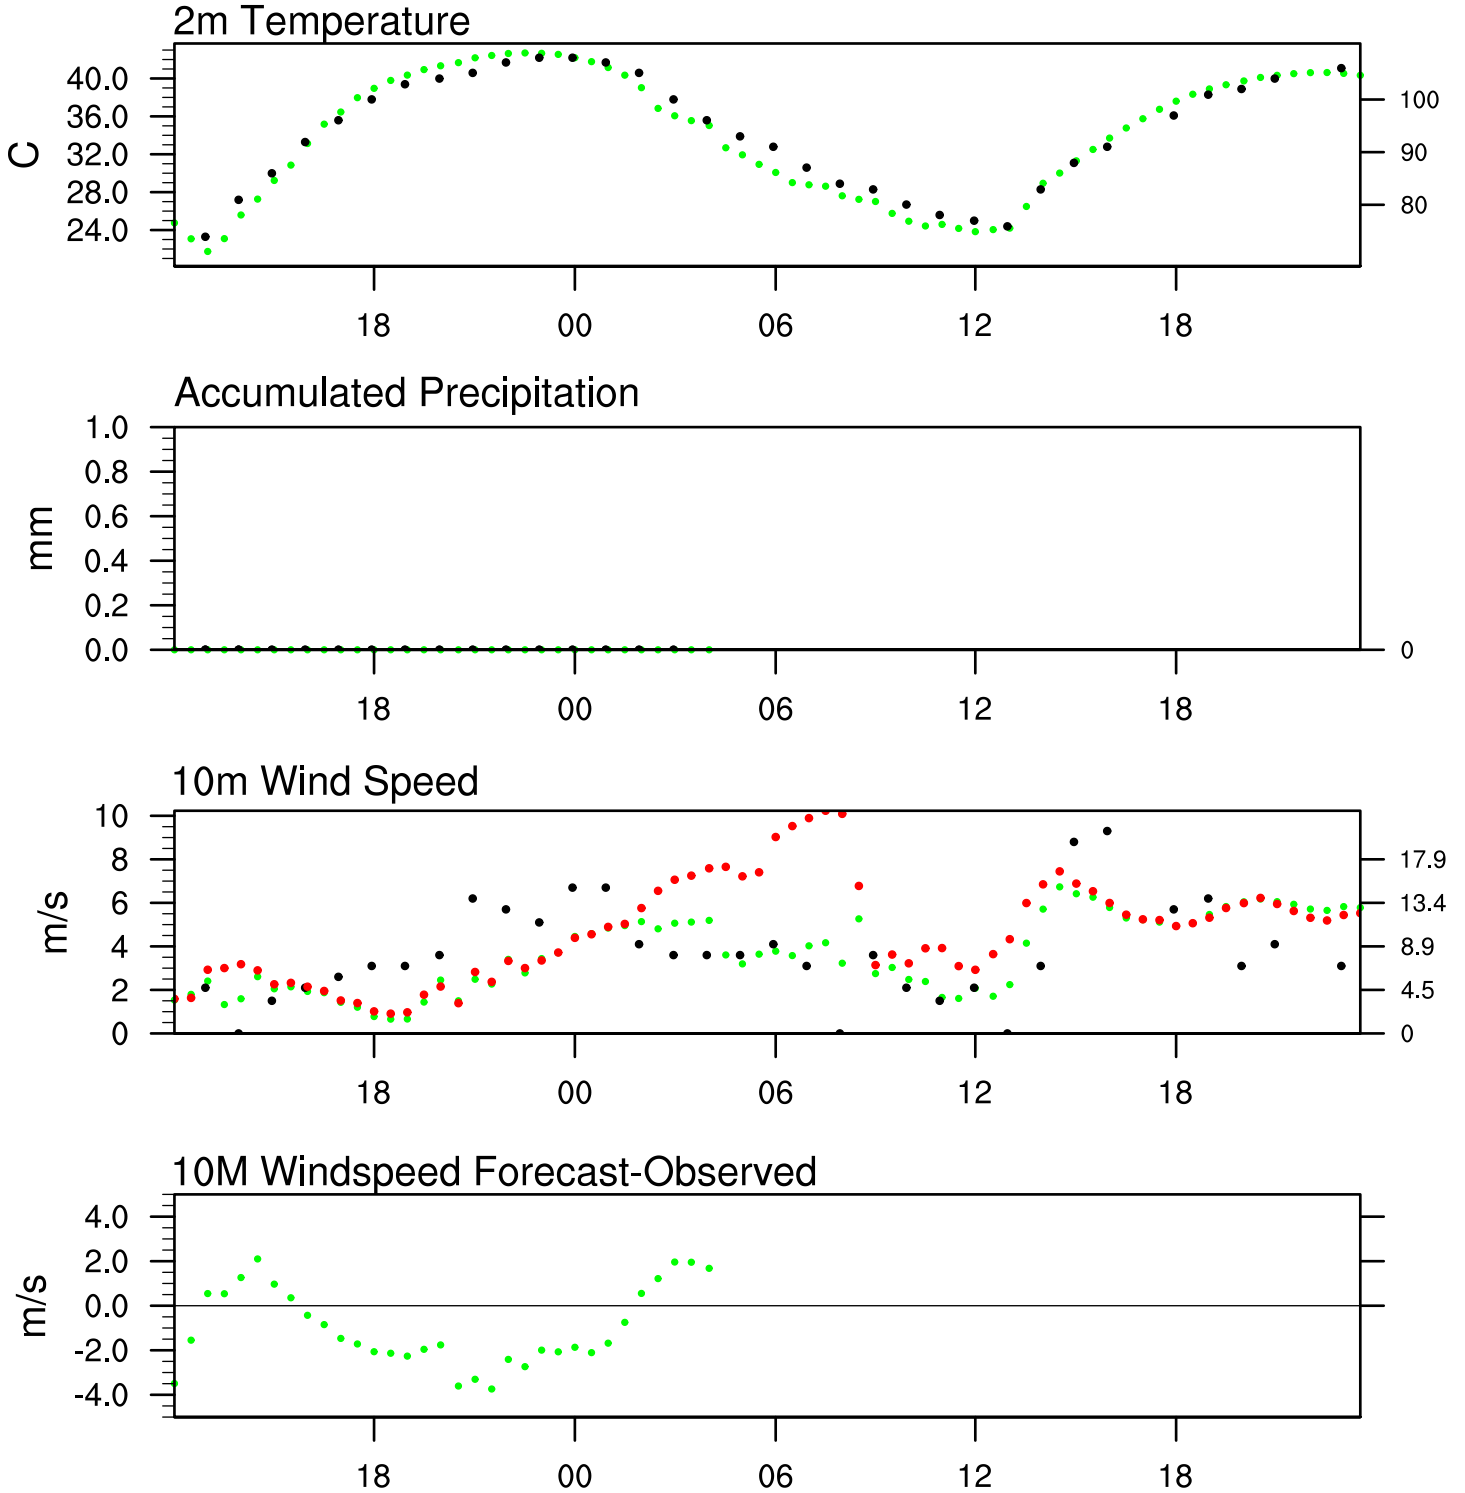 2m Temperature
40.0
36.0
32.0
28.0
24.0
C
100
90
80
18 00 06 12 18
Accumulated Precipitation
1.0
0.8
0.6
0.4
0.2
0.0
mm
0
18 00 06 12 18
10m Wind Speed
10
8
6
4
2
0
m/s
17.9
13.4
8.9
4.5
0
18 00 06 12 18
10M Windspeed Forecast-Observed
4.0
2.0
0.0
-2.0
-4.0
m/s
18 00 06 12 18